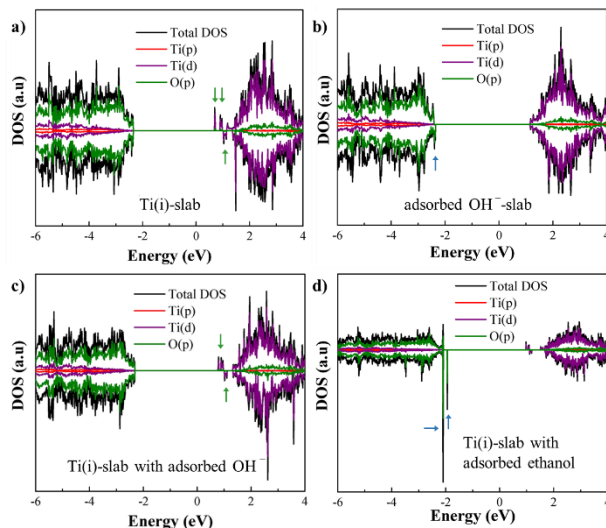 a)
Total DOS
Ti(p)
Ti(d)
O(p)
DOS (a.u)
Ti(i)-slab
-6 -4 -2 0 2 4
Energy (eV)
b)
Total DOS
Ti(p)
Ti(d)
O(p)
DOS (a.u)
adsorbed OH⁻-slab
-6 -4 -2 0 2 4
Energy (eV)
c)
Total DOS
Ti(p)
Ti(d)
O(p)
DOS (a.u)
Ti(i)-slab with adsorbed OH⁻
-6 -4 -2 0 2 4
Energy (eV)
d)
Total DOS
Ti(p)
Ti(d)
O(p)
DOS (a.u)
Ti(i)-slab with
adsorbed ethanol
-6 -4 -2 0 2 4
Energy (eV)